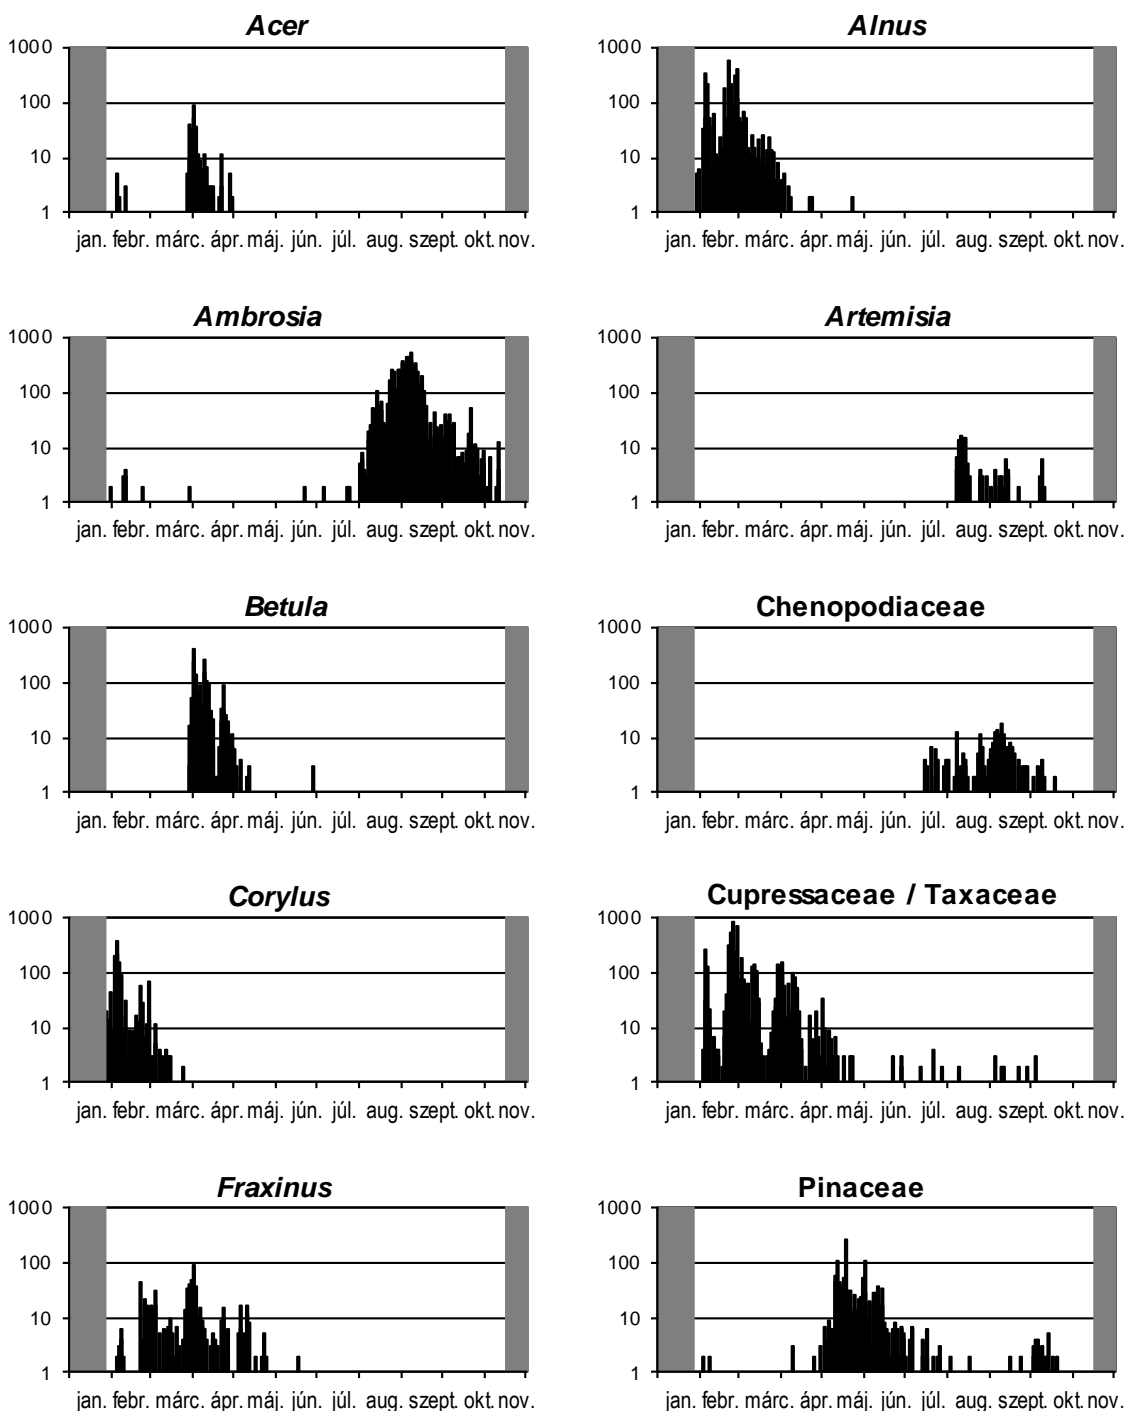 Acer
1000
100
10
1
jan. febr. márc. ápr. máj. jún. júl. aug. szept. okt. nov.
Alnus
1000
100
10
1
jan. febr. márc. ápr. máj. jún. júl. aug. szept. okt. nov.
Ambrosia
1000
100
10
1
jan. febr. márc. ápr. máj. jún. júl. aug. szept. okt. nov.
Artemisia
1000
100
10
1
jan. febr. márc. ápr. máj. jún. júl. aug. szept. okt. nov.
Betula
1000
100
10
1
jan. febr. márc. ápr. máj. jún. júl. aug. szept. okt. nov.
Chenopodiaceae
1000
100
10
1
jan. febr. márc. ápr. máj. jún. júl. aug. szept. okt. nov.
Corylus
1000
100
10
1
jan. febr. márc. ápr. máj. jún. júl. aug. szept. okt. nov.
Cupressaceae / Taxaceae
1000
100
10
1
jan. febr. márc. ápr. máj. jún. júl. aug. szept. okt. nov.
Fraxinus
1000
100
10
1
jan. febr. márc. ápr. máj. jún. júl. aug. szept. okt. nov.
Pinaceae
1000
100
10
1
jan. febr. márc. ápr. máj. jún. júl. aug. szept. okt. nov.